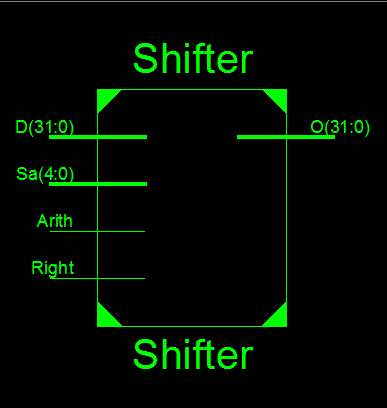 Shifter
D(31:0)
O(31:0)
Sa(4:0)
Arith
Right
Shifter